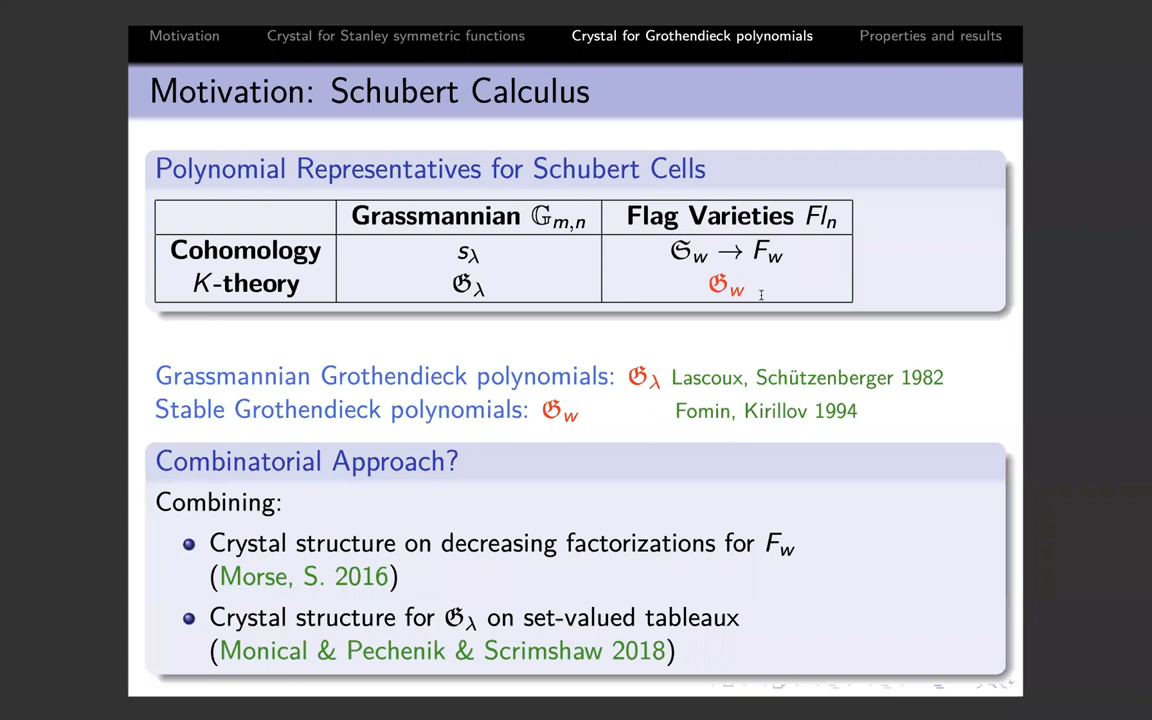 Motivation Crystal for Stanley symmetric functions Crystal for Grothendieck polynomials Properties and results
Motivation: Schubert Calculus
Polynomial Representatives for Schubert Cells
Grassmannian 𝔾m,n Flag Varieties Fln
Cohomology sλ 𝔖w → Fw
K-theory 𝔊λ 𝔊w
Grassmannian Grothendieck polynomials: 𝔊λ Lascoux, Schützenberger 1982
Stable Grothendieck polynomials: 𝔊w Fomin, Kirillov 1994
Combinatorial Approach?
Combining:
Crystal structure on decreasing factorizations for Fw
(Morse, S. 2016)
Crystal structure for 𝔊λ on set-valued tableaux
(Monical & Pechenik & Scrimshaw 2018)